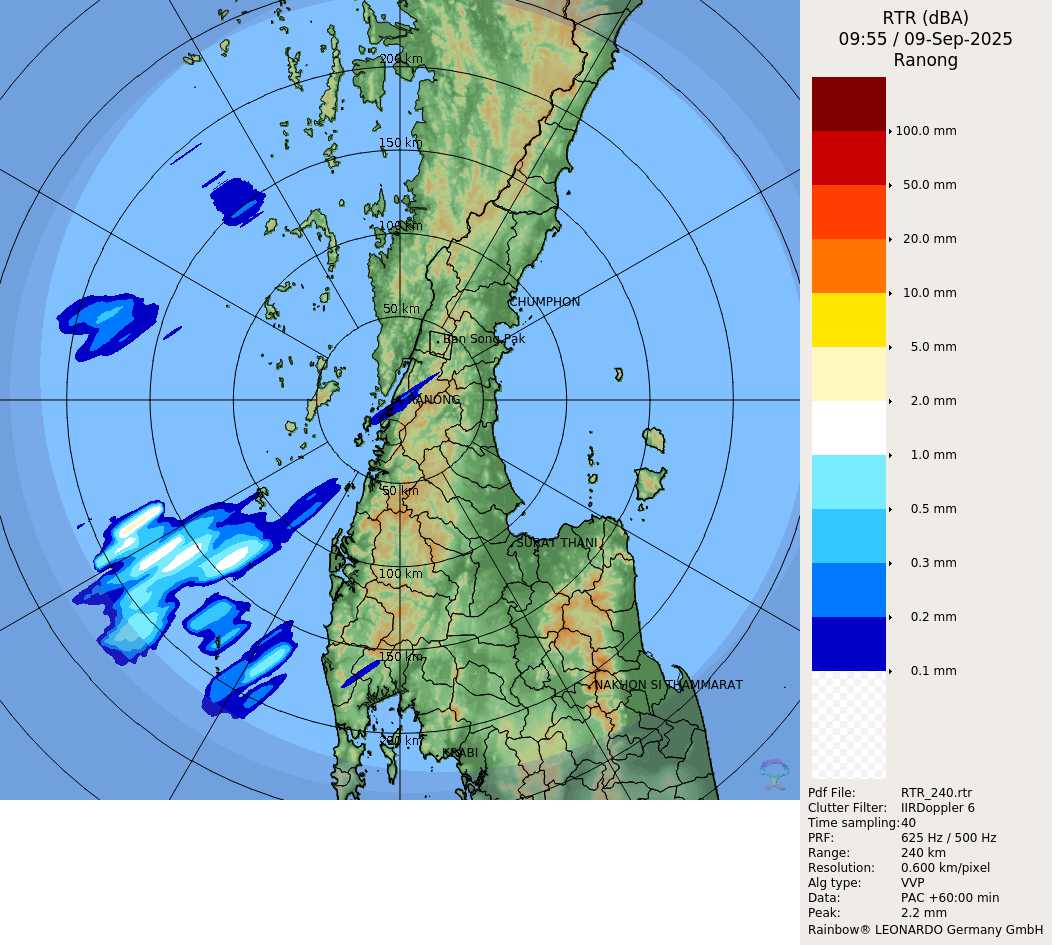 RTR (dBA)
09:55 / 09-Sep-2025
Ranong
200 km
150 km
100 km
50 km
CHUMPHON
Ban Song Pak
RANONG
50 km
SURAT THANI
100 km
150 km
NAKHON SI THAMMARAT
200 km
KRABI
100.0 mm
50.0 mm
20.0 mm
10.0 mm
5.0 mm
2.0 mm
1.0 mm
0.5 mm
0.3 mm
0.2 mm
0.1 mm
Pdf File: RTR_240.rtr
Clutter Filter: IIRDoppler 6
Time sampling: 40
PRF: 625 Hz / 500 Hz
Range: 240 km
Resolution: 0.600 km/pixel
Alg type: VVP
Data: PAC +60:00 min
Peak: 2.2 mm
Rainbow® LEONARDO Germany GmbH